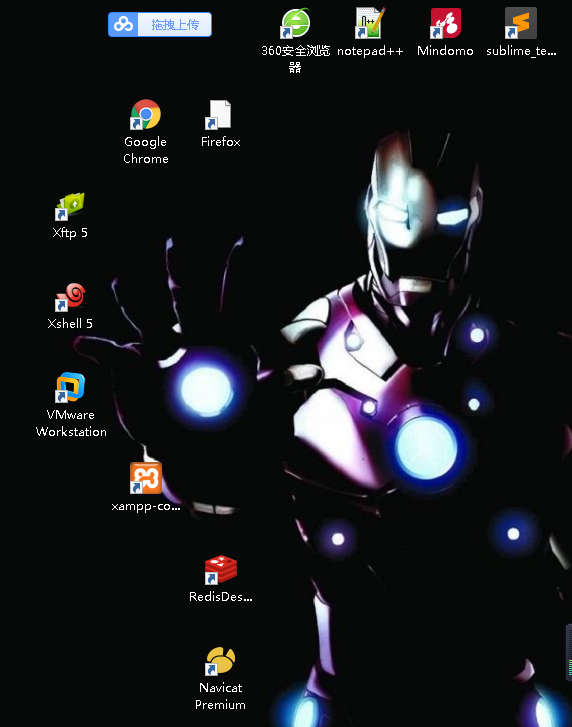 拖拽上传
360安全浏览
器
notepad++
Mindomo
sublime_te...
Google
Chrome
Firefox
Xftp 5
Xshell 5
VMware
Workstation
xampp-co...
RedisDes...
Navicat
Premium